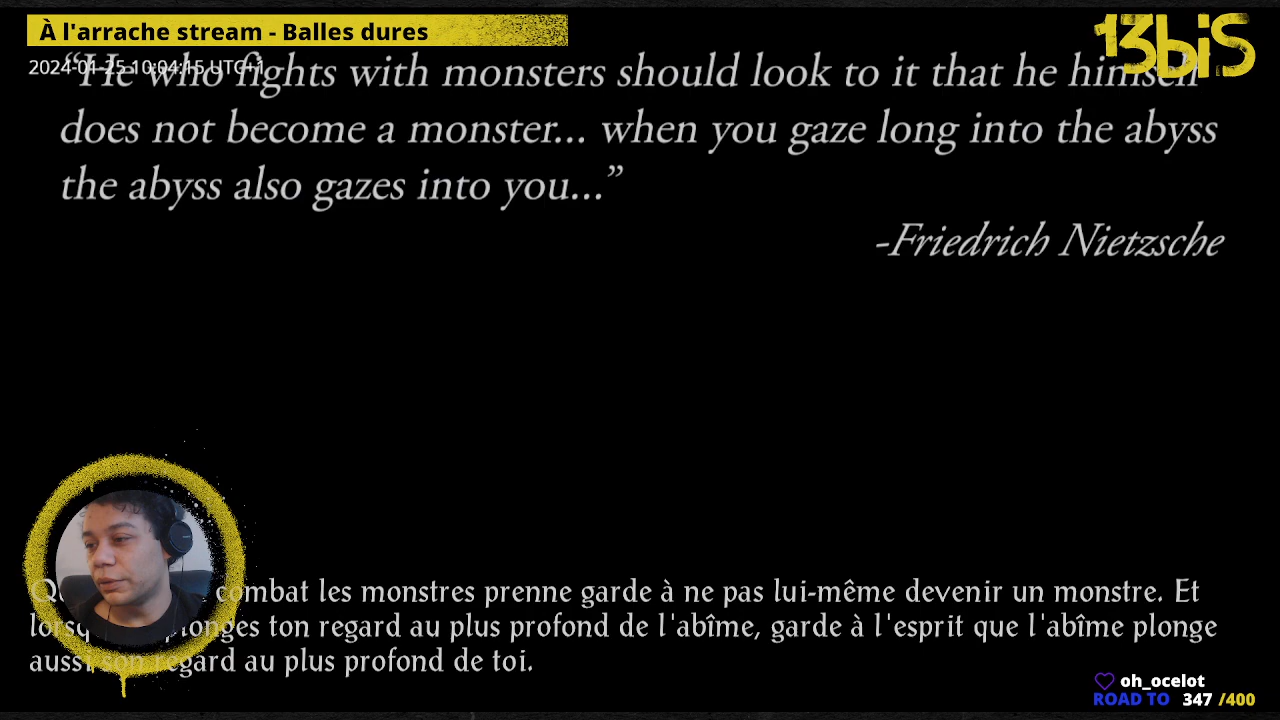 À l'arrache stream - Balles dures
13biS
2024-01-25 10:04:15 UTC+1
“He who fights with monsters should look to it that he himself
does not become a monster... when you gaze long into the abyss
the abyss also gazes into you...”
-Friedrich Nietzsche
combat les monstres prenne garde à ne pas lui-même devenir un monstre. Et
plonges ton regard au plus profond de l'abîme, garde à l'esprit que l'abîme plonge
aussi son regard au plus profond de toi.
oh_ocelot
ROAD TO 347 /400